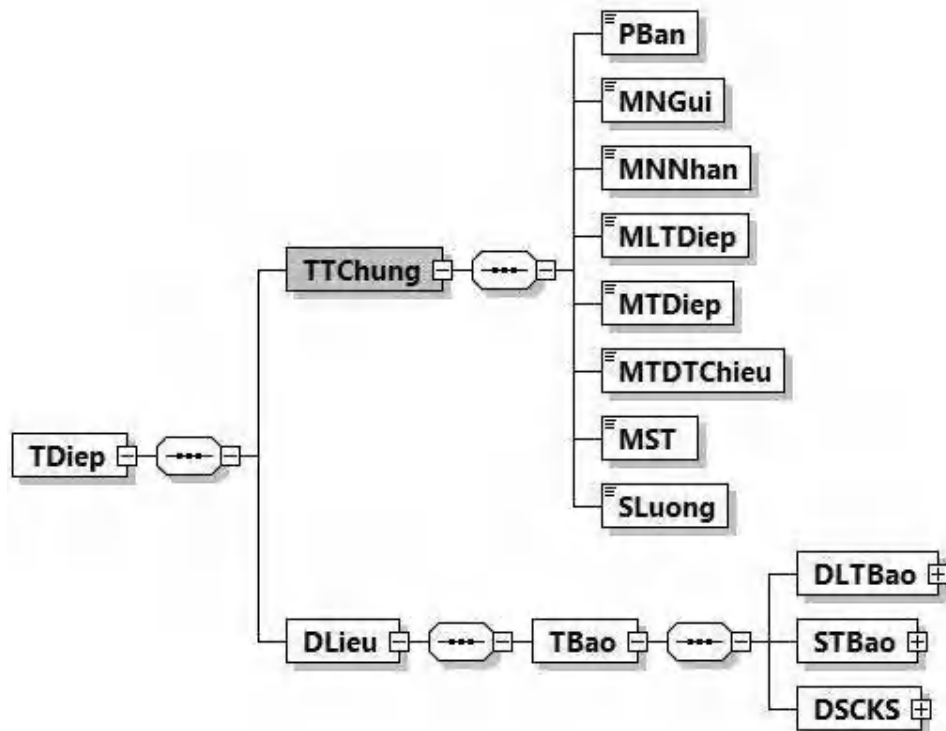 PBan
MNGui
MNNhan
MLTDiep
TTChung
MTDiep
MTDTChieu
MST
TDiep
SLuong
DLTBao
DLieu
TBao
STBao
DSCKS